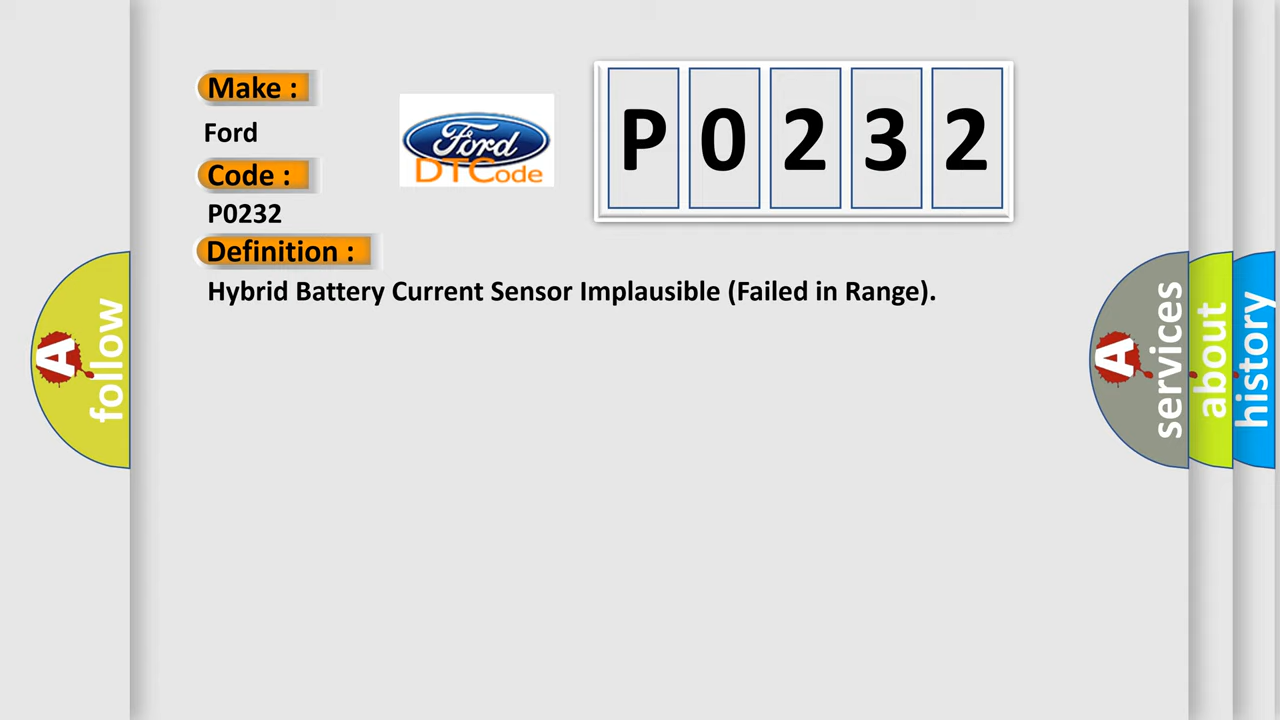 Make :
Ford
Code :
P0232
Definition :
Hybrid Battery Current Sensor Implausible (Failed in Range).
Ford
DTCode
P0232
A
follow
A
services
about
history